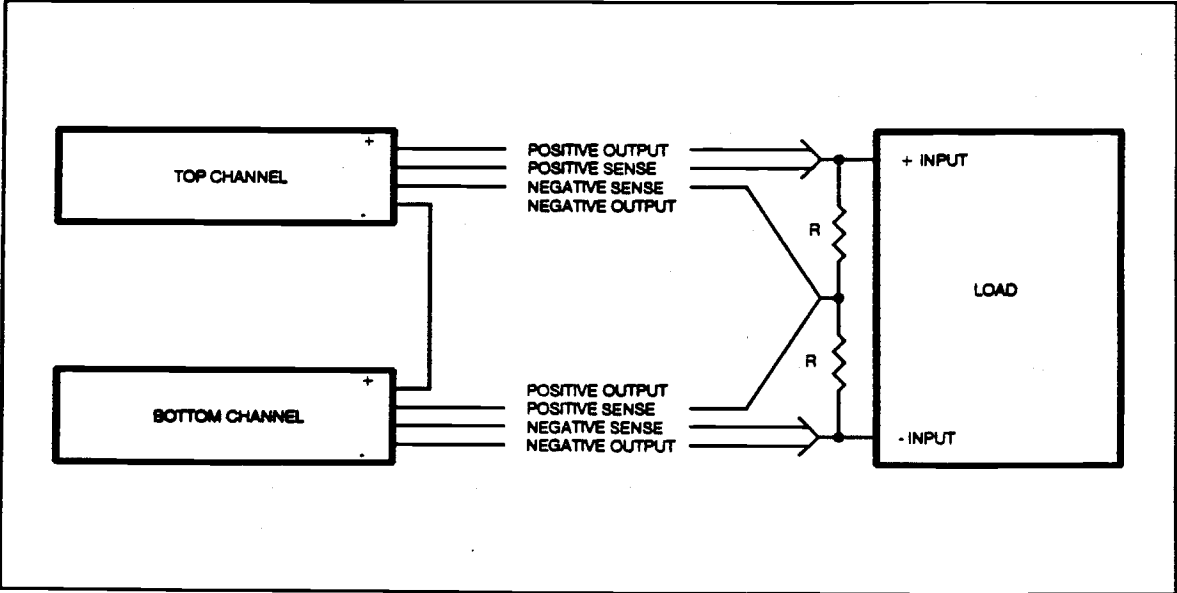 +
TOP CHANNEL
-
POSITIVE OUTPUT
POSITIVE SENSE
NEGATIVE SENSE
NEGATIVE OUTPUT
+ INPUT
R
LOAD
R
- INPUT
+
BOTTOM CHANNEL
-
POSITIVE OUTPUT
POSITIVE SENSE
NEGATIVE SENSE
NEGATIVE OUTPUT